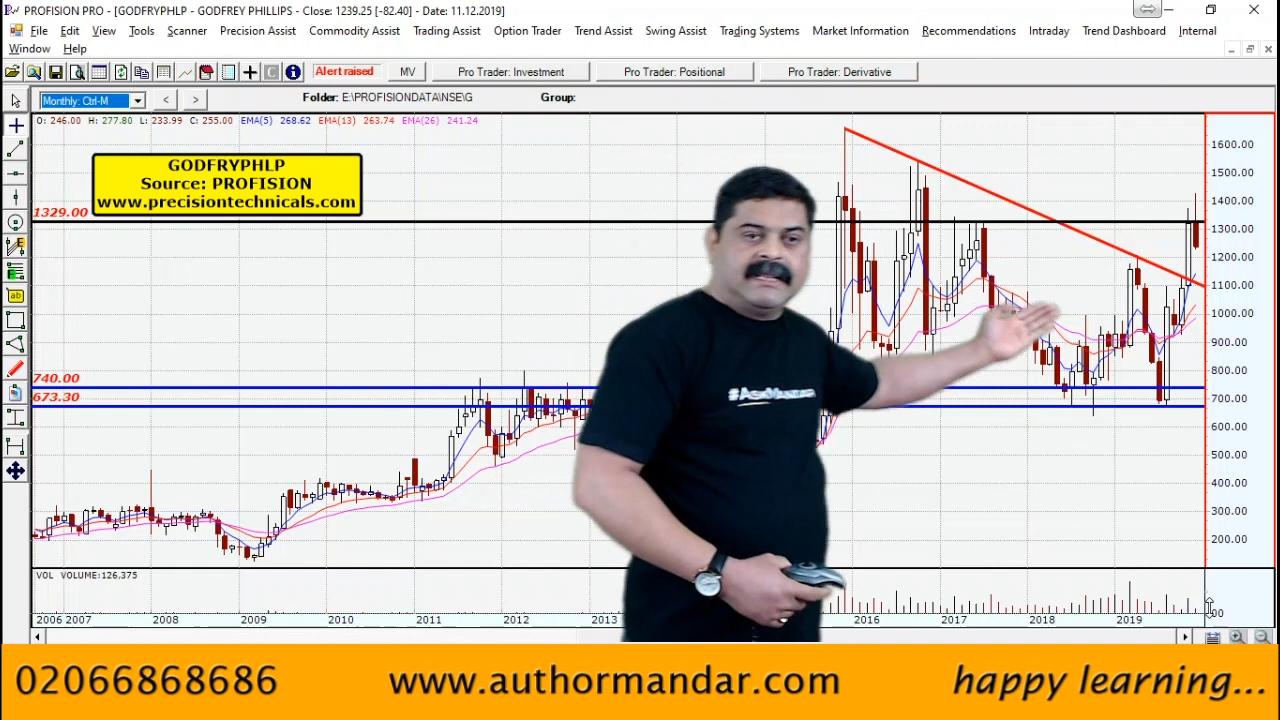 PROFISION PRO - [GODFRYPHLP - GODFREY PHILLIPS - Close: 1239.25 [-82.40] - Date: 11.12.2019]
File Edit View Tools Scanner Precision Assist Commodity Assist Trading Assist Option Trader Trend Assist Swing Assist Trading Systems Market Information Recommendations Intraday Trend Dashboard Internal
Window Help
Alert raised MV Pro Trader: Investment Pro Trader: Positional Pro Trader: Derivative
Monthly: Ctrl-M < > Folder: E:\PROFISIONDATA\NSE\G Group:
O: 246.00 H: 277.80 L: 233.99 C: 255.00 EMA(5) 268.62 EMA(13) 263.74 EMA(26) 241.24
GODFRYPHLP
Source: PROFISION
www.precisiontechnicals.com
1329.00
740.00
673.30
1600.00
1500.00
1400.00
1300.00
1200.00
1100.00
1000.00
900.00
800.00
700.00
600.00
500.00
400.00
300.00
200.00
VOL VOLUME:126,375
2006 2007 2008 2009 2010 2011 2012 2013 2016 2017 2018 2019
#AskMandar
02066868686 www.authormandar.com happy learning...